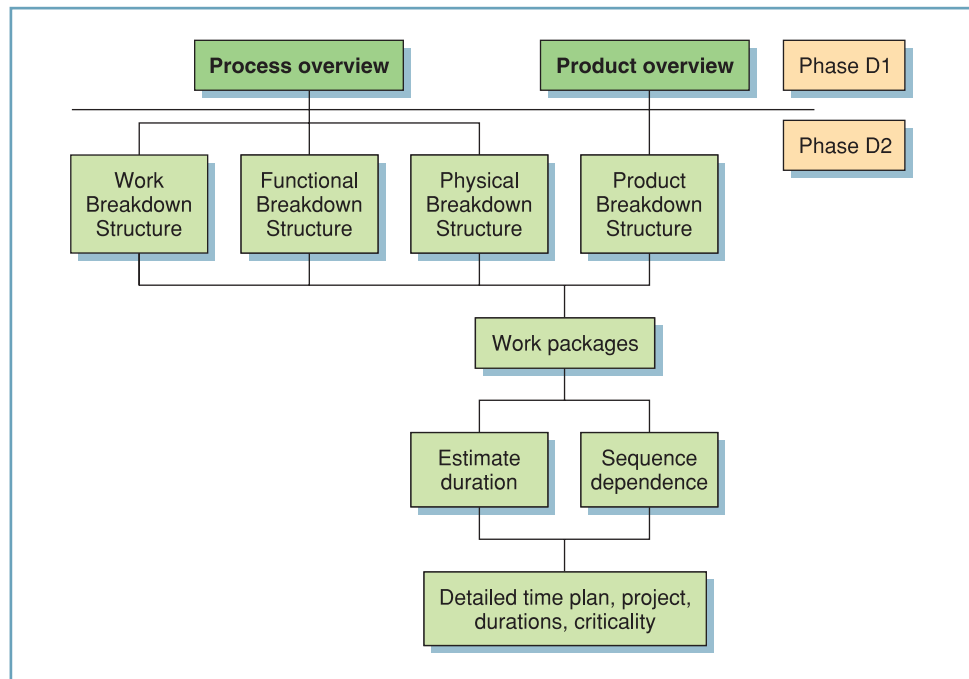 Process overview
Product overview
Phase D1
Phase D2
Work
Breakdown
Structure
Functional
Breakdown
Structure
Physical
Breakdown
Structure
Product
Breakdown
Structure
Work packages
Estimate
duration
Sequence
dependence
Detailed time plan, project,
durations, criticality